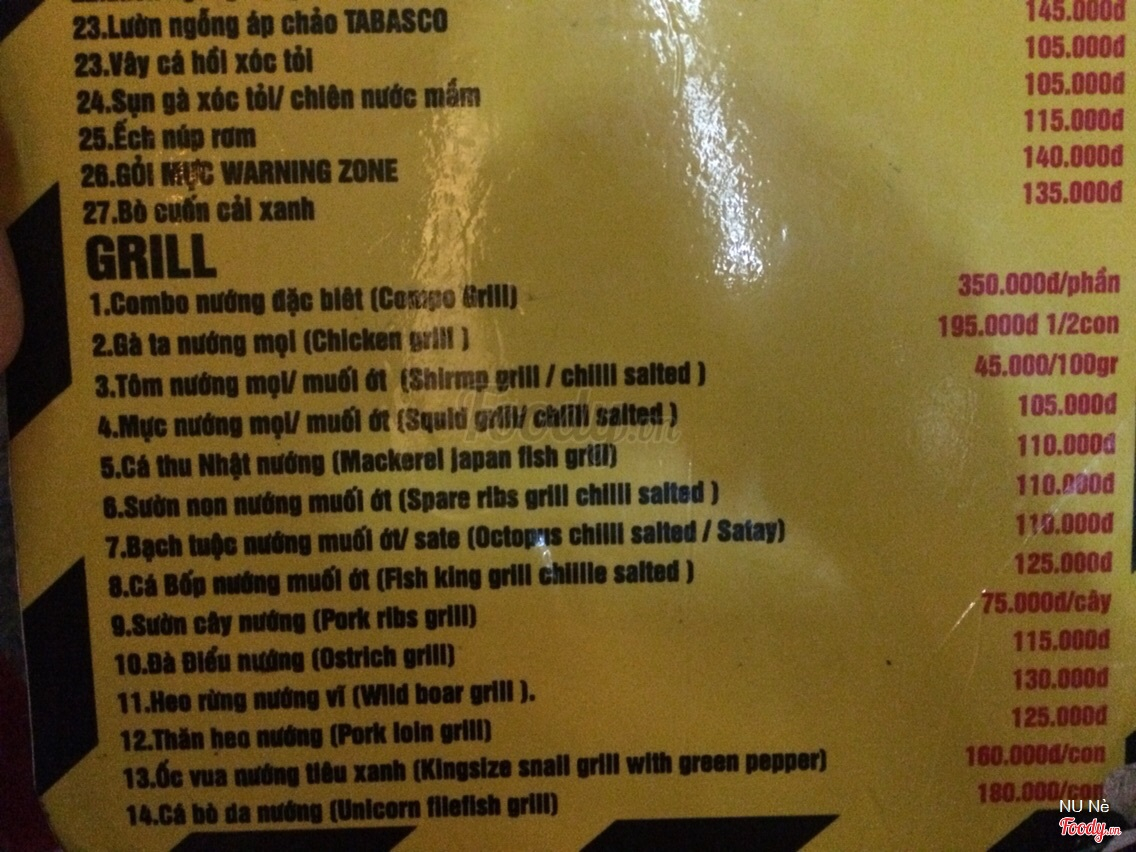 23.Lườn ngỗng áp chảo TABASCO 145.000đ
23.Vây cá hồi xóc tỏi 105.000đ
24.Sụn gà xóc tỏi/ chiên nước mắm 105.000đ
25.Ếch núp rơm 115.000đ
26.GỎI MỰC WARNING ZONE 140.000đ
27.Bò cuốn cải xanh 135.000đ
GRILL
1.Combo nướng đặc biêt (Compo Grill) 350.000đ/phần
2.Gà ta nướng mọi (Chicken grill ) 195.000đ 1/2con
3.Tôm nướng mọi/ muối ớt (Shirmp grill / chilli salted ) 45.000/100gr
4.Mực nướng mọi/ muối ớt (Squid grill/ chilli salted ) 105.000đ
5.Cá thu Nhật nướng (Mackerel japan fish grill) 110.000đ
6.Sườn non nướng muối ớt (Spare ribs grill chilli salted ) 110.000đ
7.Bạch tuộc nướng muối ớt/ sate (Octopus chilli salted / Satay) 110.000đ
8.Cá Bốp nướng muối ớt (Fish king grill chillie salted ) 125.000đ
9.Sườn cây nướng (Pork ribs grill) 75.000đ/cây
10.Đà Điểu nướng (Ostrich grill) 115.000đ
11.Heo rừng nướng vĩ (Wild boar grill ). 130.000đ
12.Thăn heo nướng (Pork loin grill) 125.000đ
13.Ốc vua nướng tiêu xanh (Kingsize snail grill with green pepper) 160.000đ/con
14.Cá bò da nướng (Unicorn filefish grill) 180.000/con
Foody.vn
NU Nè
Foody.vn